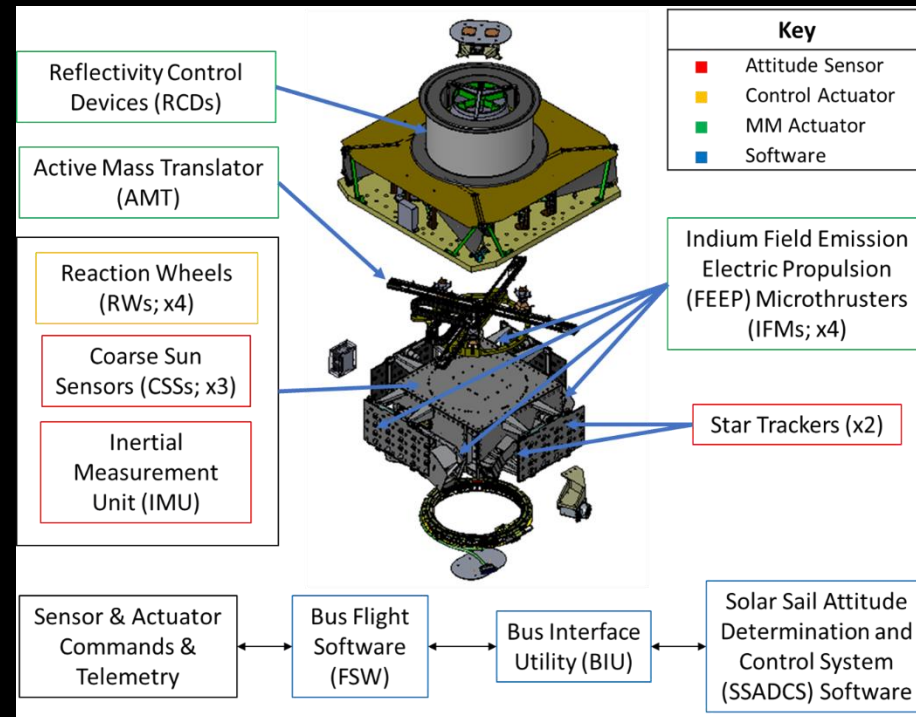 Key
Attitude Sensor
Control Actuator
MM Actuator
Software
Reflectivity Control
Devices (RCDs)
Active Mass Translator
(AMT)
Reaction Wheels
(RWs; x4)
Coarse Sun
Sensors (CSSs; x3)
Inertial
Measurement
Unit (IMU)
Indium Field Emission
Electric Propulsion
(FEEP) Microthrusters
(IFMs; x4)
Star Trackers (x2)
Sensor & Actuator
Commands &
Telemetry
Bus Flight
Software
(FSW)
Bus Interface
Utility (BIU)
Solar Sail Attitude
Determination and
Control System
(SSADCS) Software